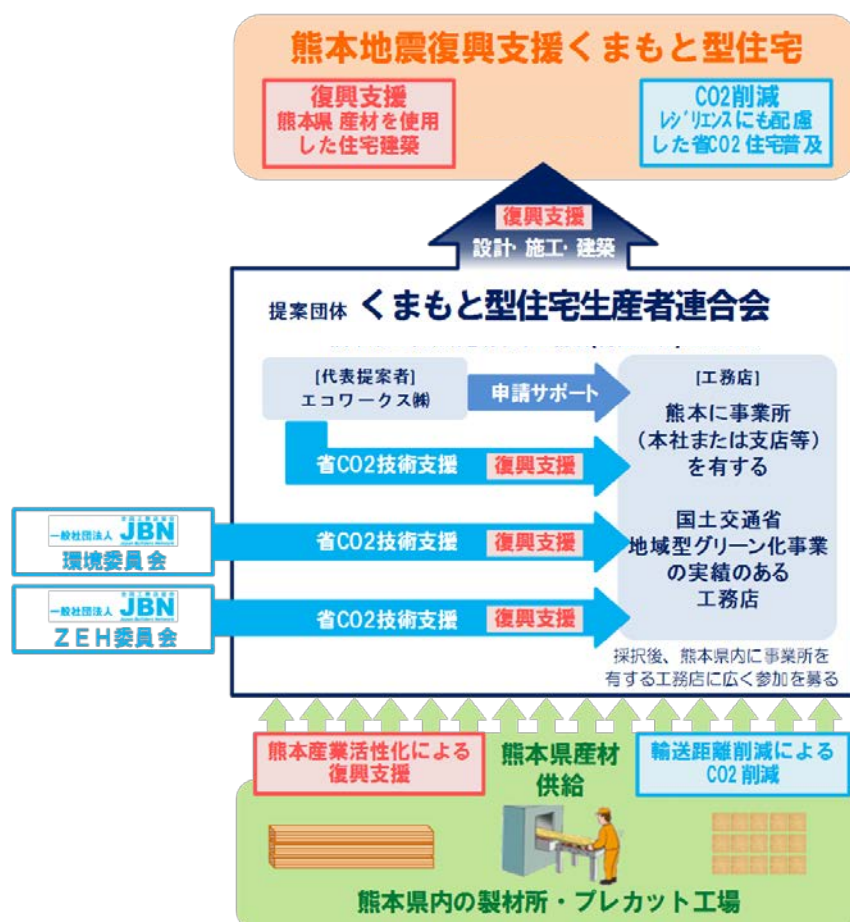 熊本地震復興支援くまもと型住宅
復興支援
熊本県産材を使用
した住宅建築
CO2削減
レジリエンスにも配慮
した省CO2住宅普及
復興支援
設計・施工・建築
提案団体 くまもと型住宅生産者連合会
[代表提案者]
エコワークス㈱
申請サポート
[工務店]
熊本に事業所
（本社または支店等）
を有する
省CO2技術支援 復興支援
一般社団法人 JBN
環境委員会
省CO2技術支援 復興支援
国土交通省
地域型グリーン化事業
の実績のある
工務店
一般社団法人 JBN
ZEH委員会
省CO2技術支援 復興支援
採択後、熊本県内に事業所を
有する工務店に広く参加を募る
熊本産業活性化による
復興支援
熊本県産材
供給
輸送距離削減による
CO2削減
熊本県内の製材所・プレカット工場